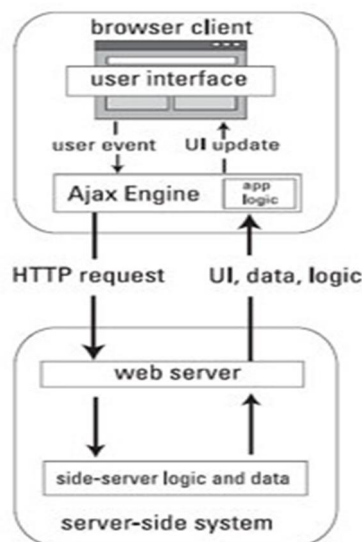 browser client
user interface
user event UI update
Ajax Engine
app
logic
HTTP request UI, data, logic
web server
side-server logic and data
server-side system